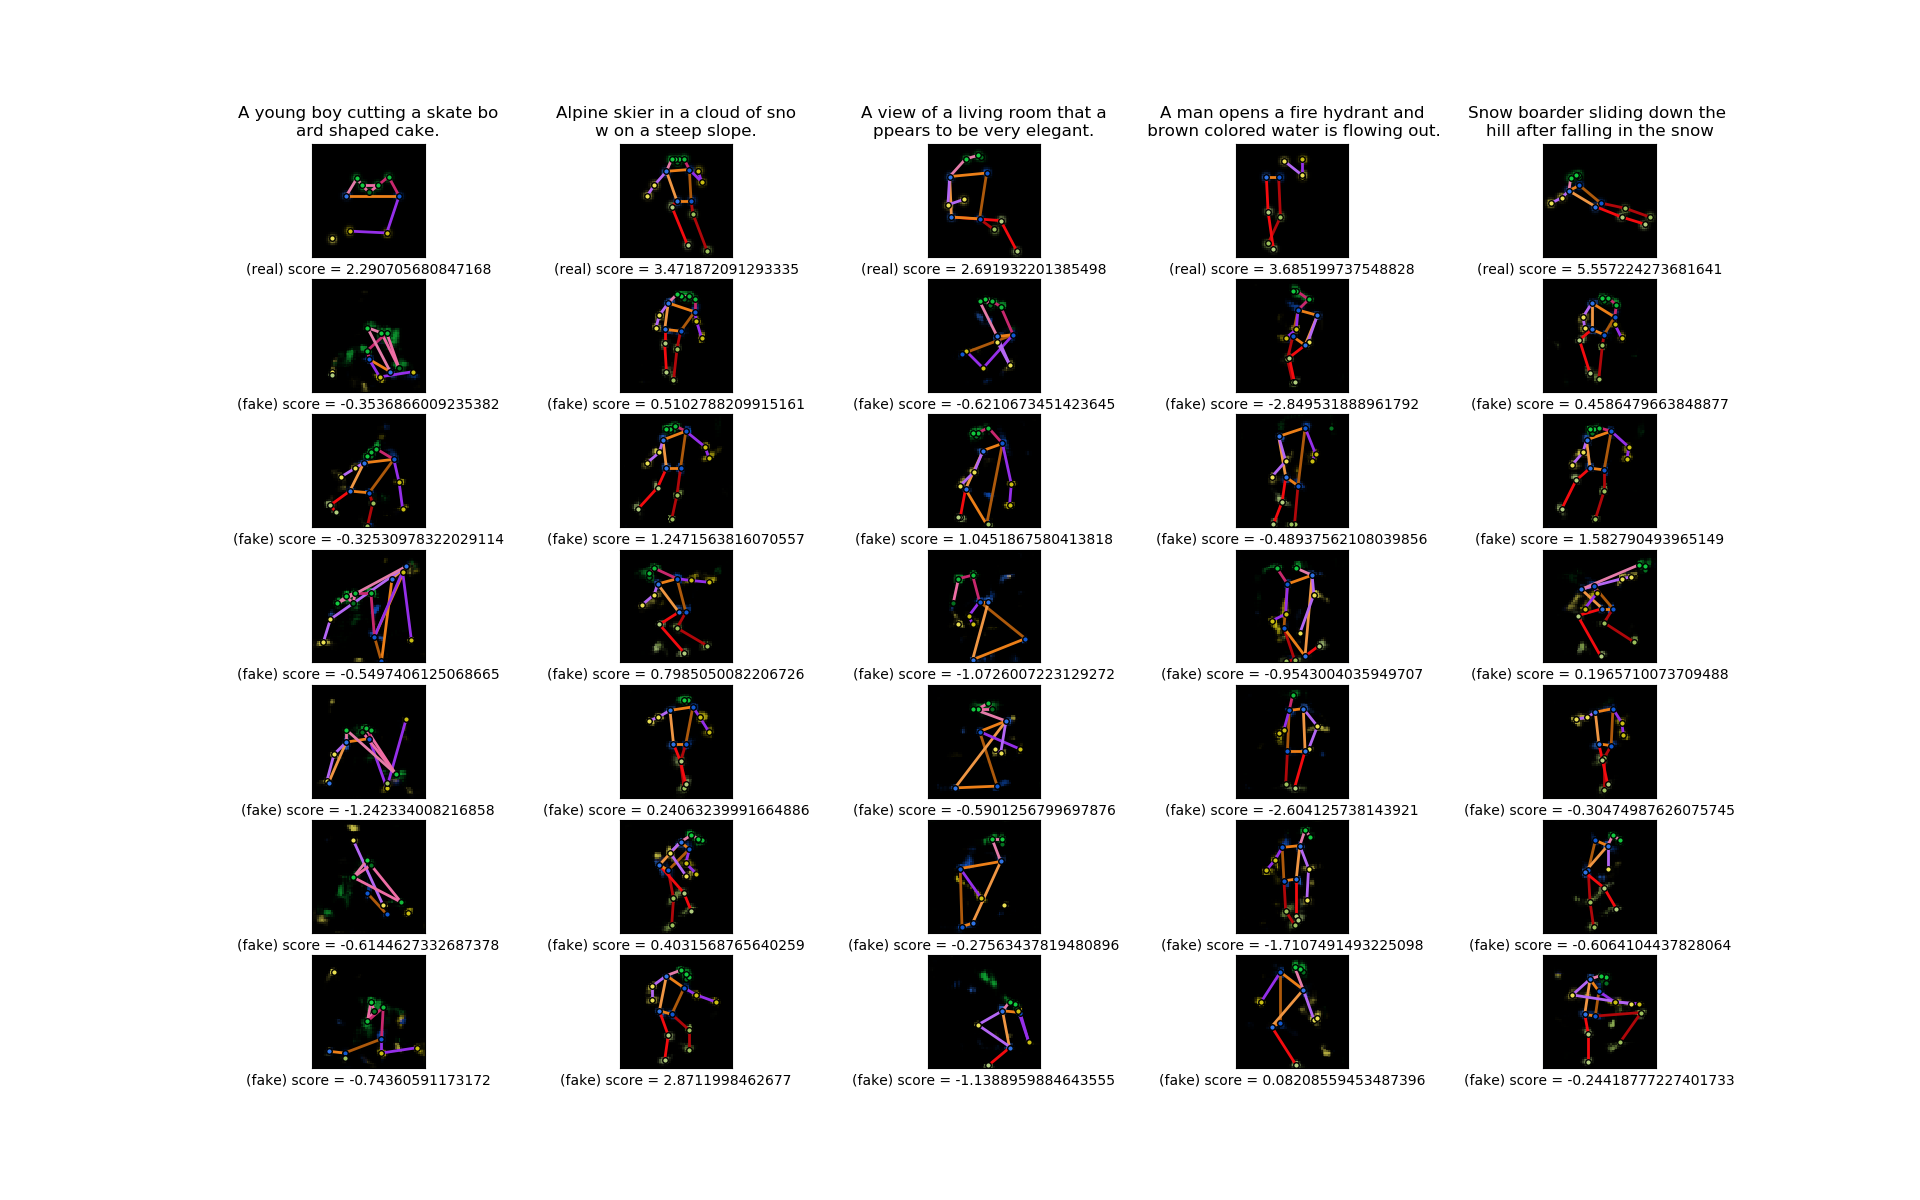 A young boy cutting a skate bo
ard shaped cake.
Alpine skier in a cloud of sno
w on a steep slope.
A view of a living room that a
ppears to be very elegant.
A man opens a fire hydrant and
brown colored water is flowing out.
Snow boarder sliding down the
hill after falling in the snow
(real) score = 2.290705680847168
(real) score = 3.471872091293335
(real) score = 2.691932201385498
(real) score = 3.685199737548828
(real) score = 5.557224273681641
(fake) score = -0.3536866009235382
(fake) score = 0.5102788209915161
(fake) score = -0.6210673451423645
(fake) score = -2.849531888961792
(fake) score = 0.4586479663848877
(fake) score = -0.32530978322029114
(fake) score = 1.2471563816070557
(fake) score = 1.0451867580413818
(fake) score = -0.48937562108039856
(fake) score = 1.582790493965149
(fake) score = -0.5497406125068665
(fake) score = 0.7985050082206726
(fake) score = -1.0726007223129272
(fake) score = -0.9543004035949707
(fake) score = 0.1965710073709488
(fake) score = -1.242334008216858
(fake) score = 0.24063239991664886
(fake) score = -0.5901256799697876
(fake) score = -2.604125738143921
(fake) score = -0.30474987626075745
(fake) score = -0.6144627332687378
(fake) score = 0.4031568765640259
(fake) score = -0.27563437819480896
(fake) score = -1.7107491493225098
(fake) score = -0.6064104437828064
(fake) score = -0.74360591173172
(fake) score = 2.8711998462677
(fake) score = -1.1388959884643555
(fake) score = 0.08208559453487396
(fake) score = -0.24418777227401733